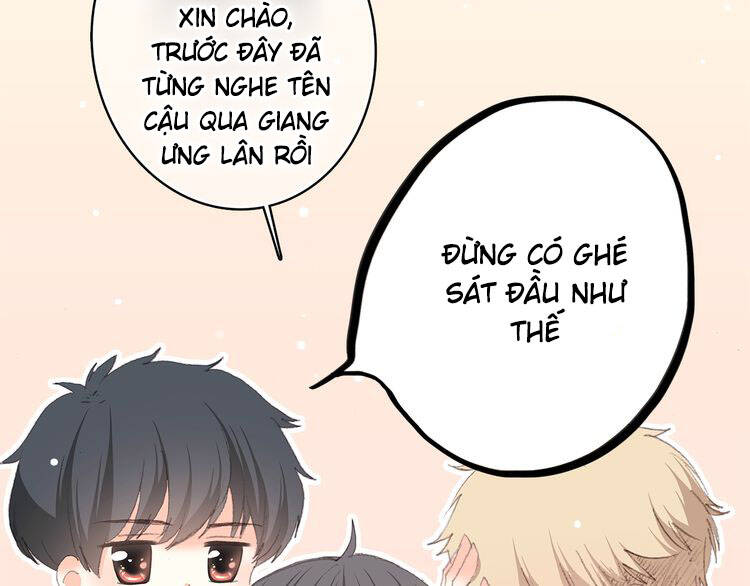 XIN CHÀO,
TRƯỚC ĐÂY ĐÃ
TỪNG NGHE TÊN
CẬU QUA GIANG
ƯNG LÂN RỒI
ĐỪNG CÓ GHÉ
SÁT ĐẦU NHƯ
THẾ